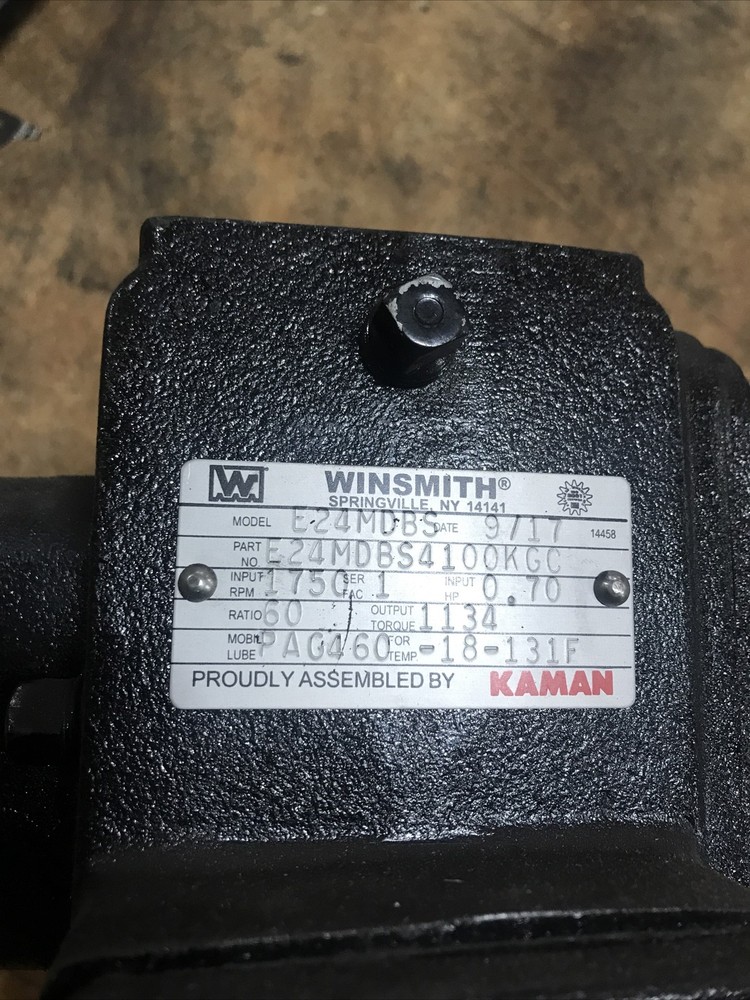 W WINSMITH®
SPRINGVILLE, NY 14141
MODEL E24MDBS DATE 9/17 14458
PART NO. E24MDBS4100KGC
INPUT RPM 1750 SER FAC 1 INPUT HP 0.70
RATIO 60 OUTPUT TORQUE 1134
MOBIL LUBE PAG460 FOR TEMP -18-131F
PROUDLY ASSEMBLED BY KAMAN